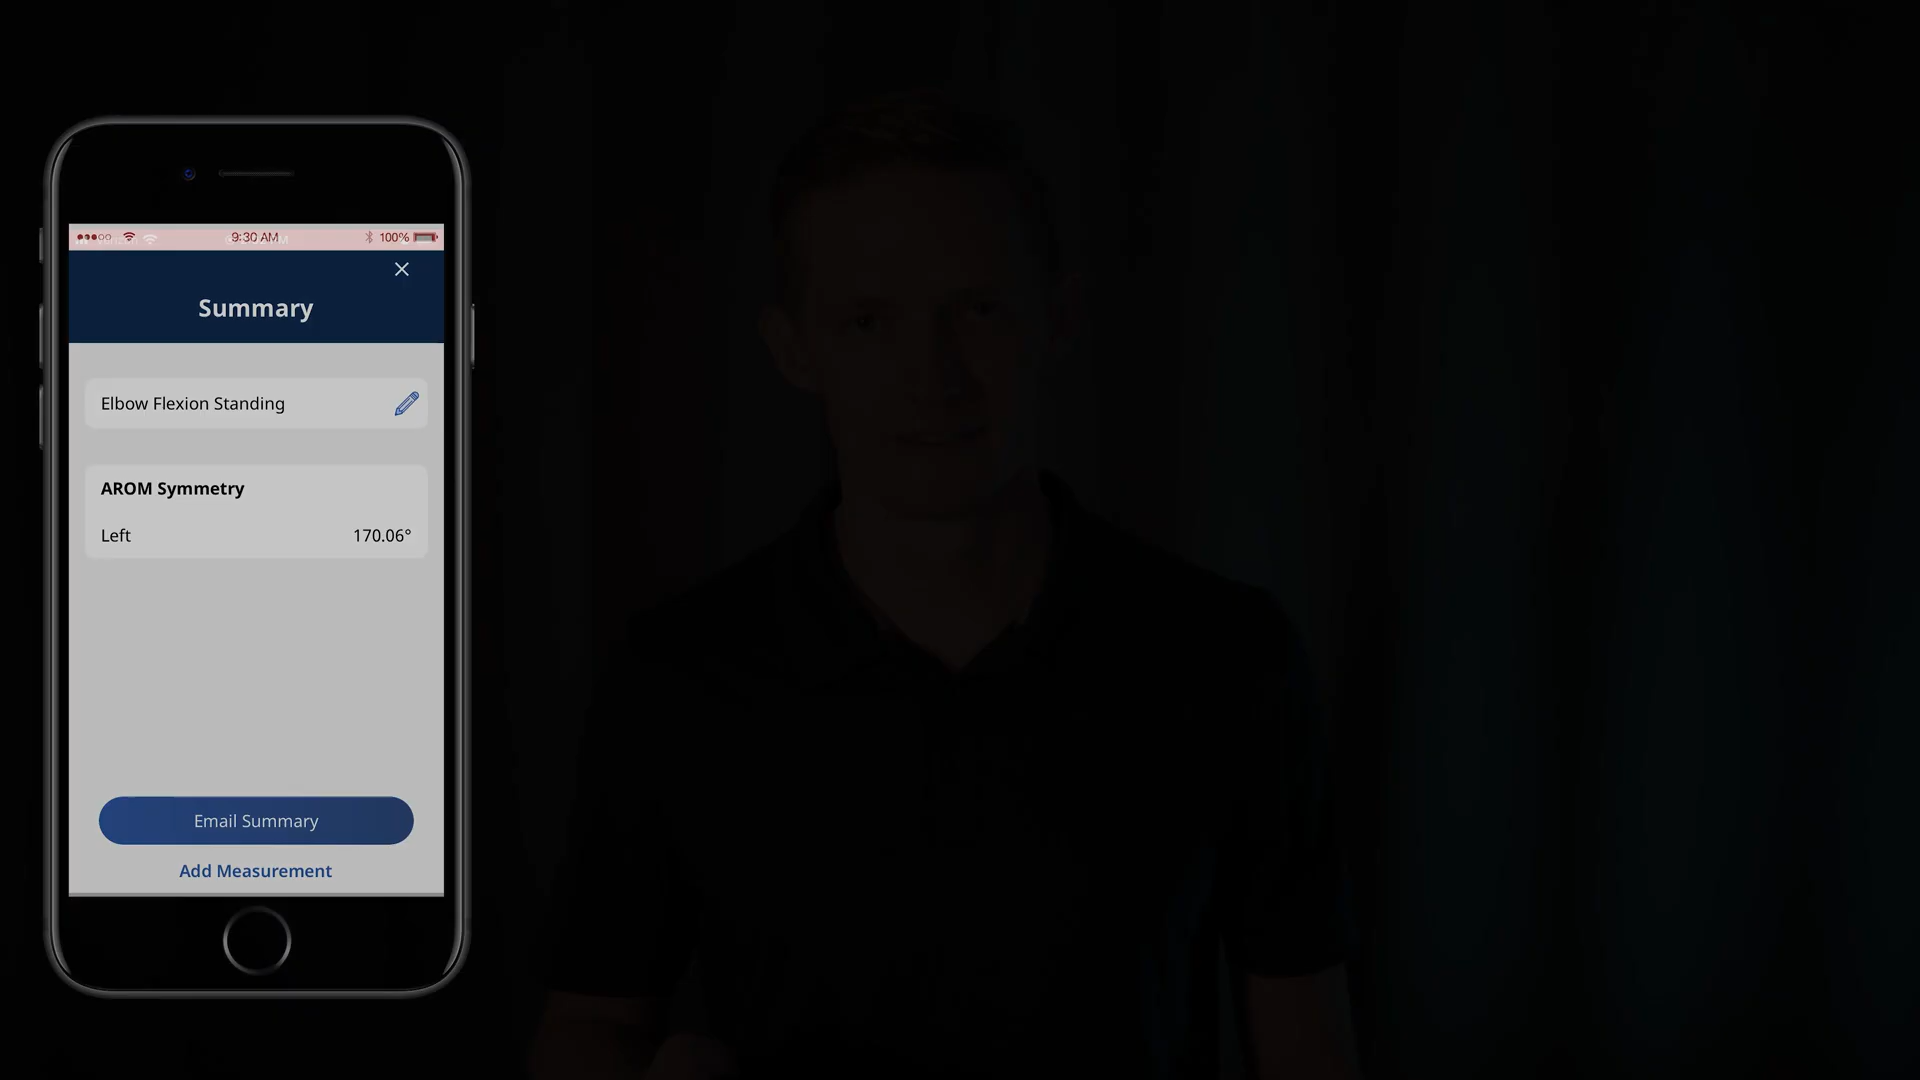 9:30 AM 100%
Summary
Elbow Flexion Standing
AROM Symmetry
Left 170.06°
Email Summary
Add Measurement